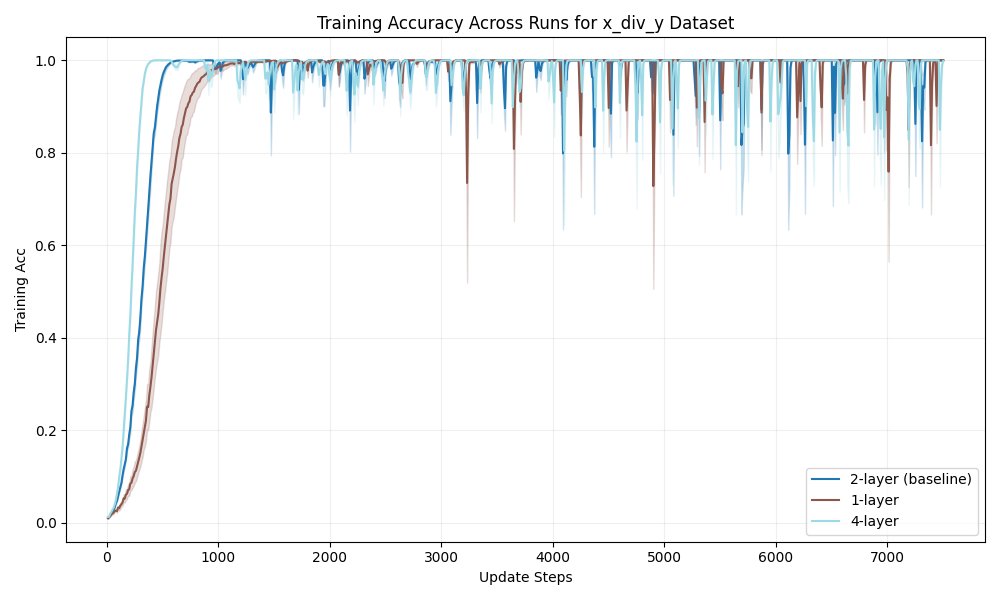 Training Accuracy Across Runs for x_div_y Dataset
Training Acc
1.0
0.8
0.6
0.4
0.2
0.0
0 1000 2000 3000 4000 5000 6000 7000
Update Steps
2-layer (baseline)
1-layer
4-layer